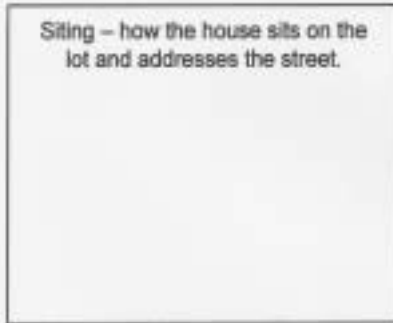 Siting – how the house sits on the
lot and addresses the street.